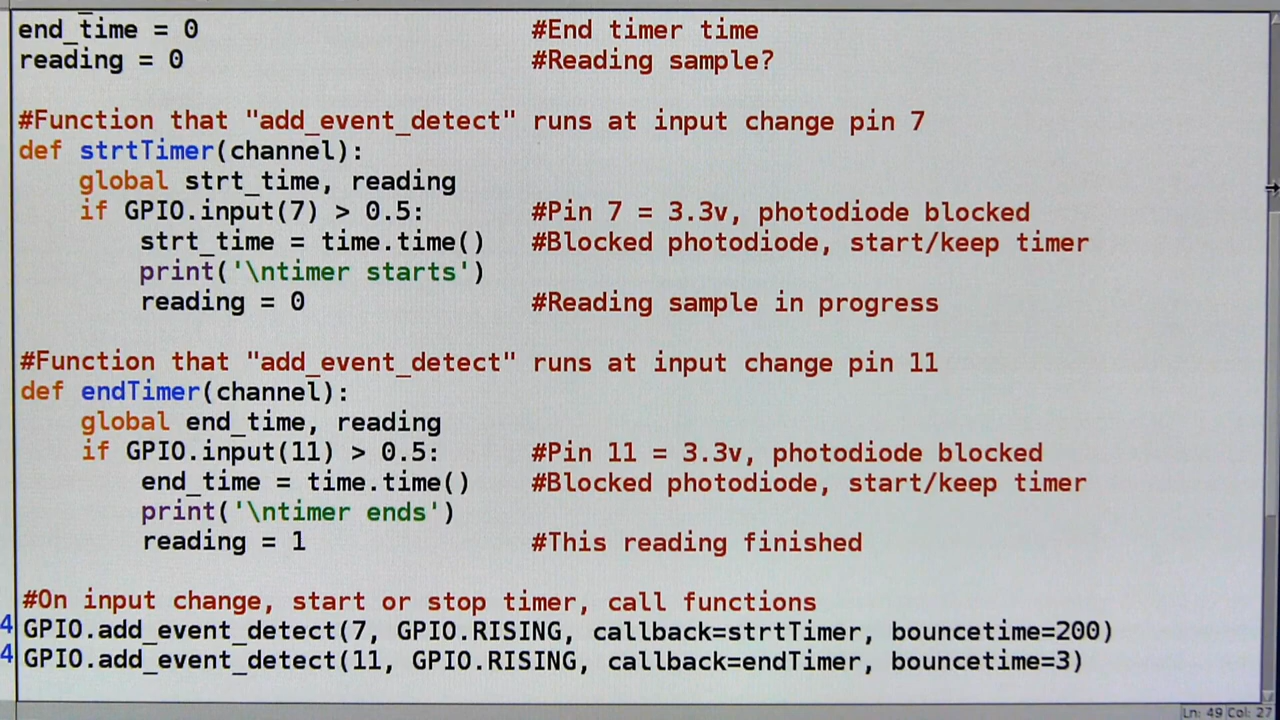 end_time = 0 #End timer time
reading = 0 #Reading sample?
#Function that "add_event_detect" runs at input change pin 7
def strtTimer(channel):
global strt_time, reading
if GPIO.input(7) > 0.5: #Pin 7 = 3.3v, photodiode blocked
strt_time = time.time() #Blocked photodiode, start/keep timer
print('\ntimer starts')
reading = 0 #Reading sample in progress
#Function that "add_event_detect" runs at input change pin 11
def endTimer(channel):
global end_time, reading
if GPIO.input(11) > 0.5: #Pin 11 = 3.3v, photodiode blocked
end_time = time.time() #Blocked photodiode, start/keep timer
print('\ntimer ends')
reading = 1 #This reading finished
#On input change, start or stop timer, call functions
4 GPIO.add_event_detect(7, GPIO.RISING, callback=strtTimer, bouncetime=200)
4 GPIO.add_event_detect(11, GPIO.RISING, callback=endTimer, bouncetime=3)
Ln: 49 Col: 27